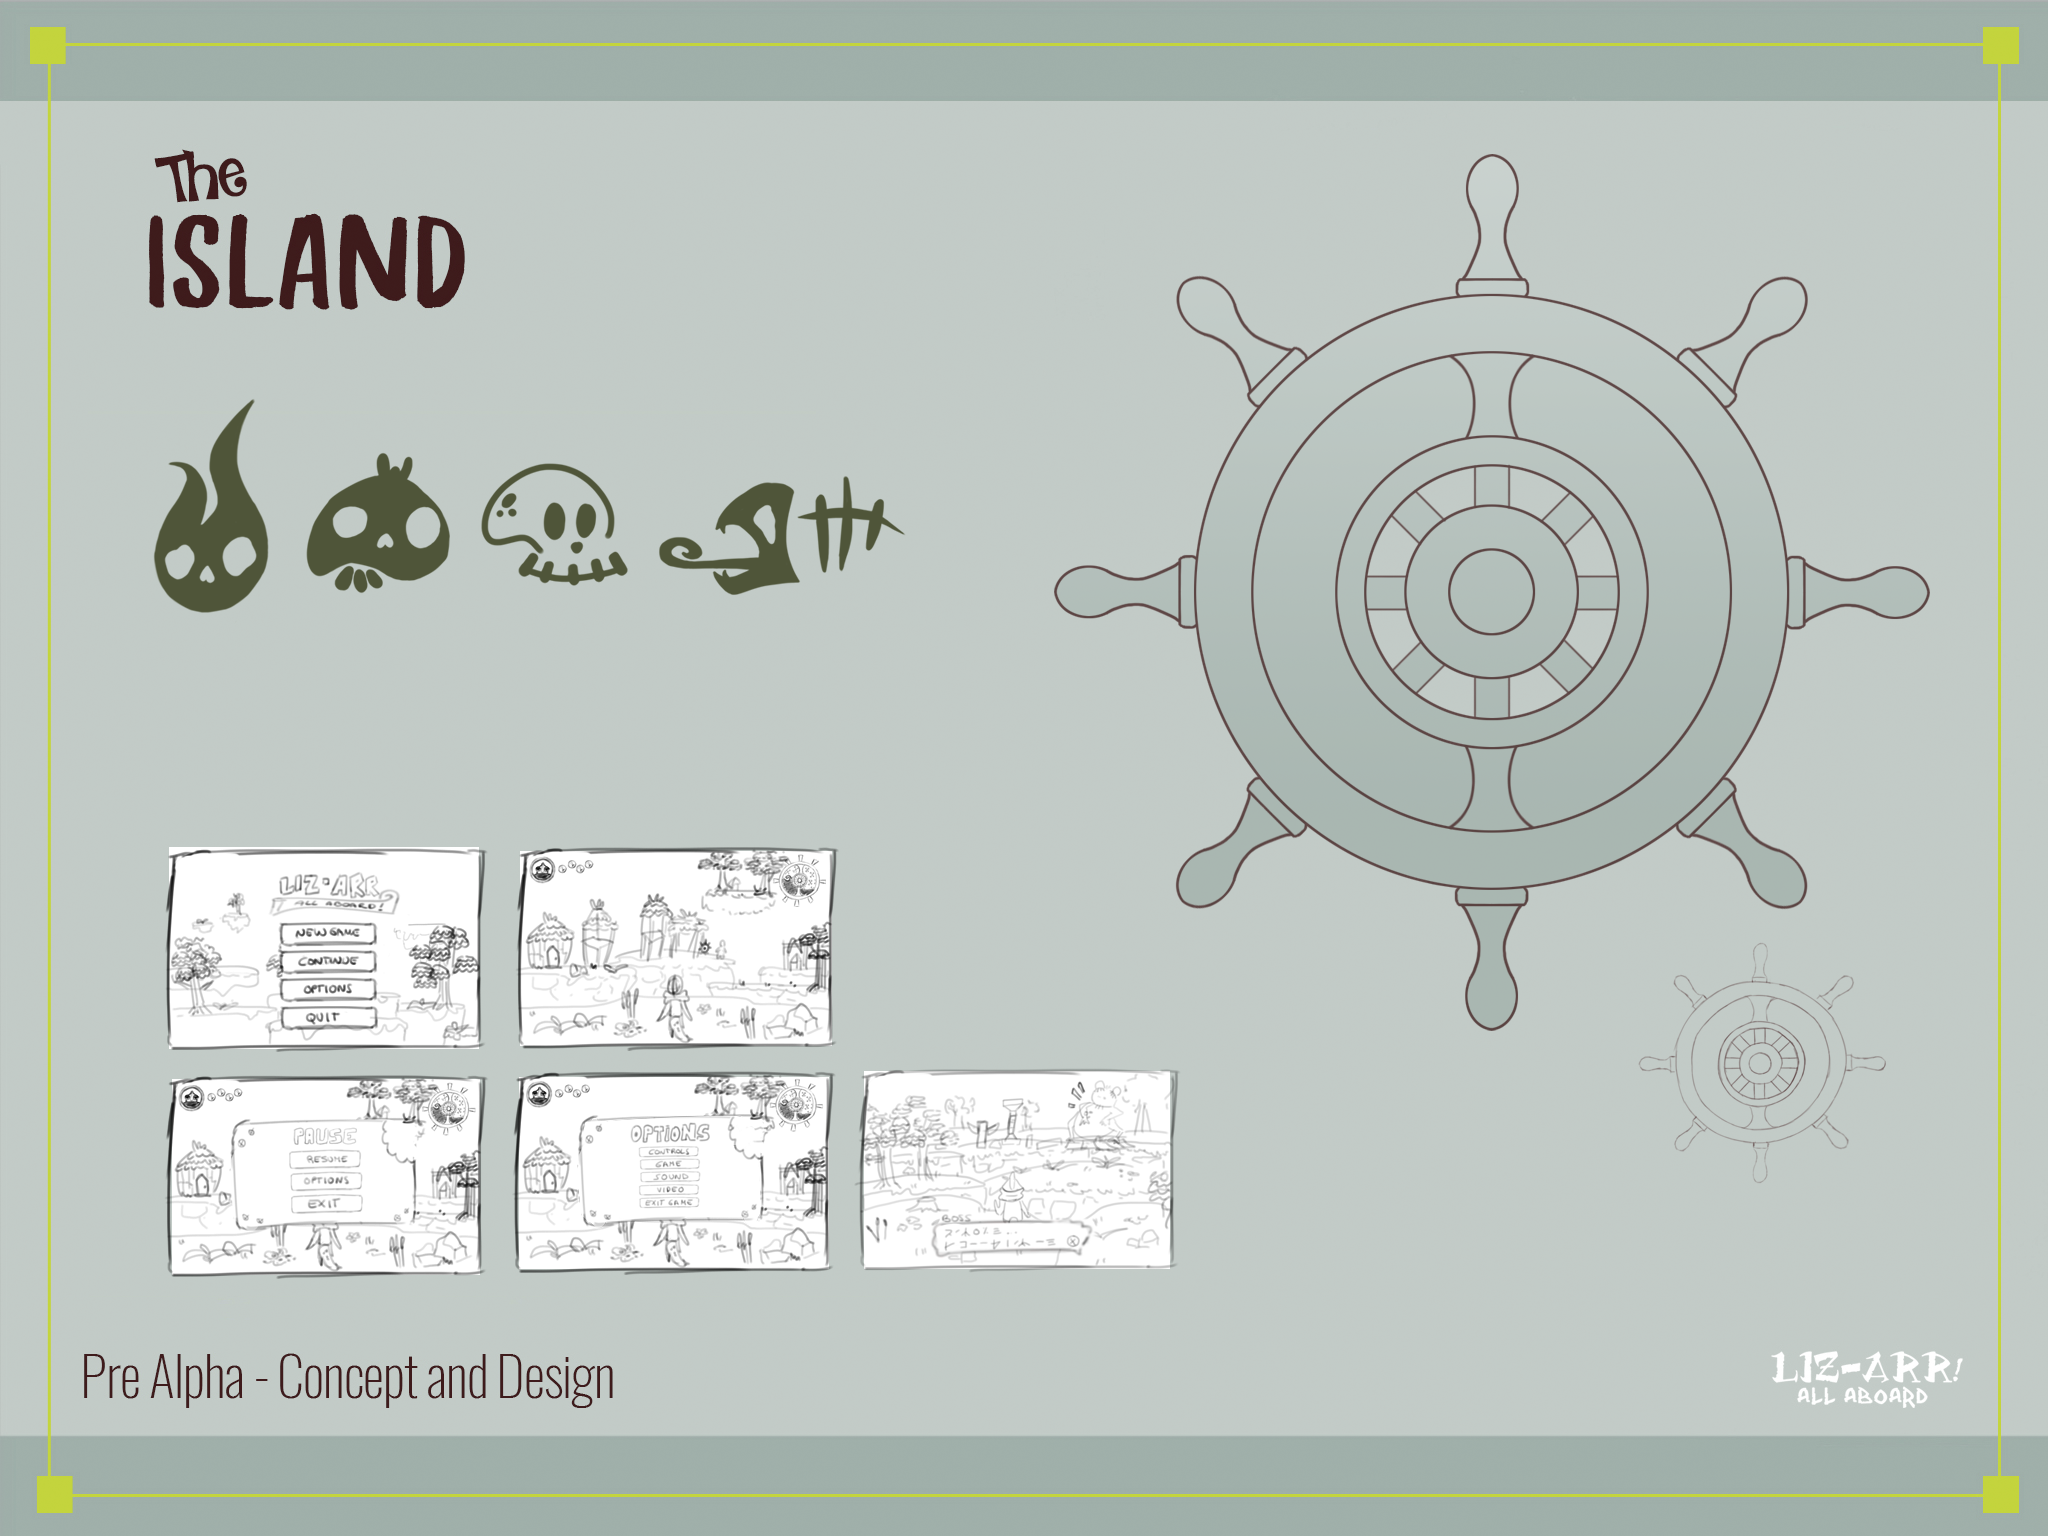 The
ISLAND
LIZ-ARR
ALL ABOARD!
NEW GAME
CONTINUE
OPTIONS
QUIT
PAUSE
RESUME
OPTIONS
EXIT
OPTIONS
CONTROLS
GAME
SOUND
VIDEO
EXIT GAME
BOSS
Pre Alpha - Concept and Design
LIZ-ARR!
ALL ABOARD